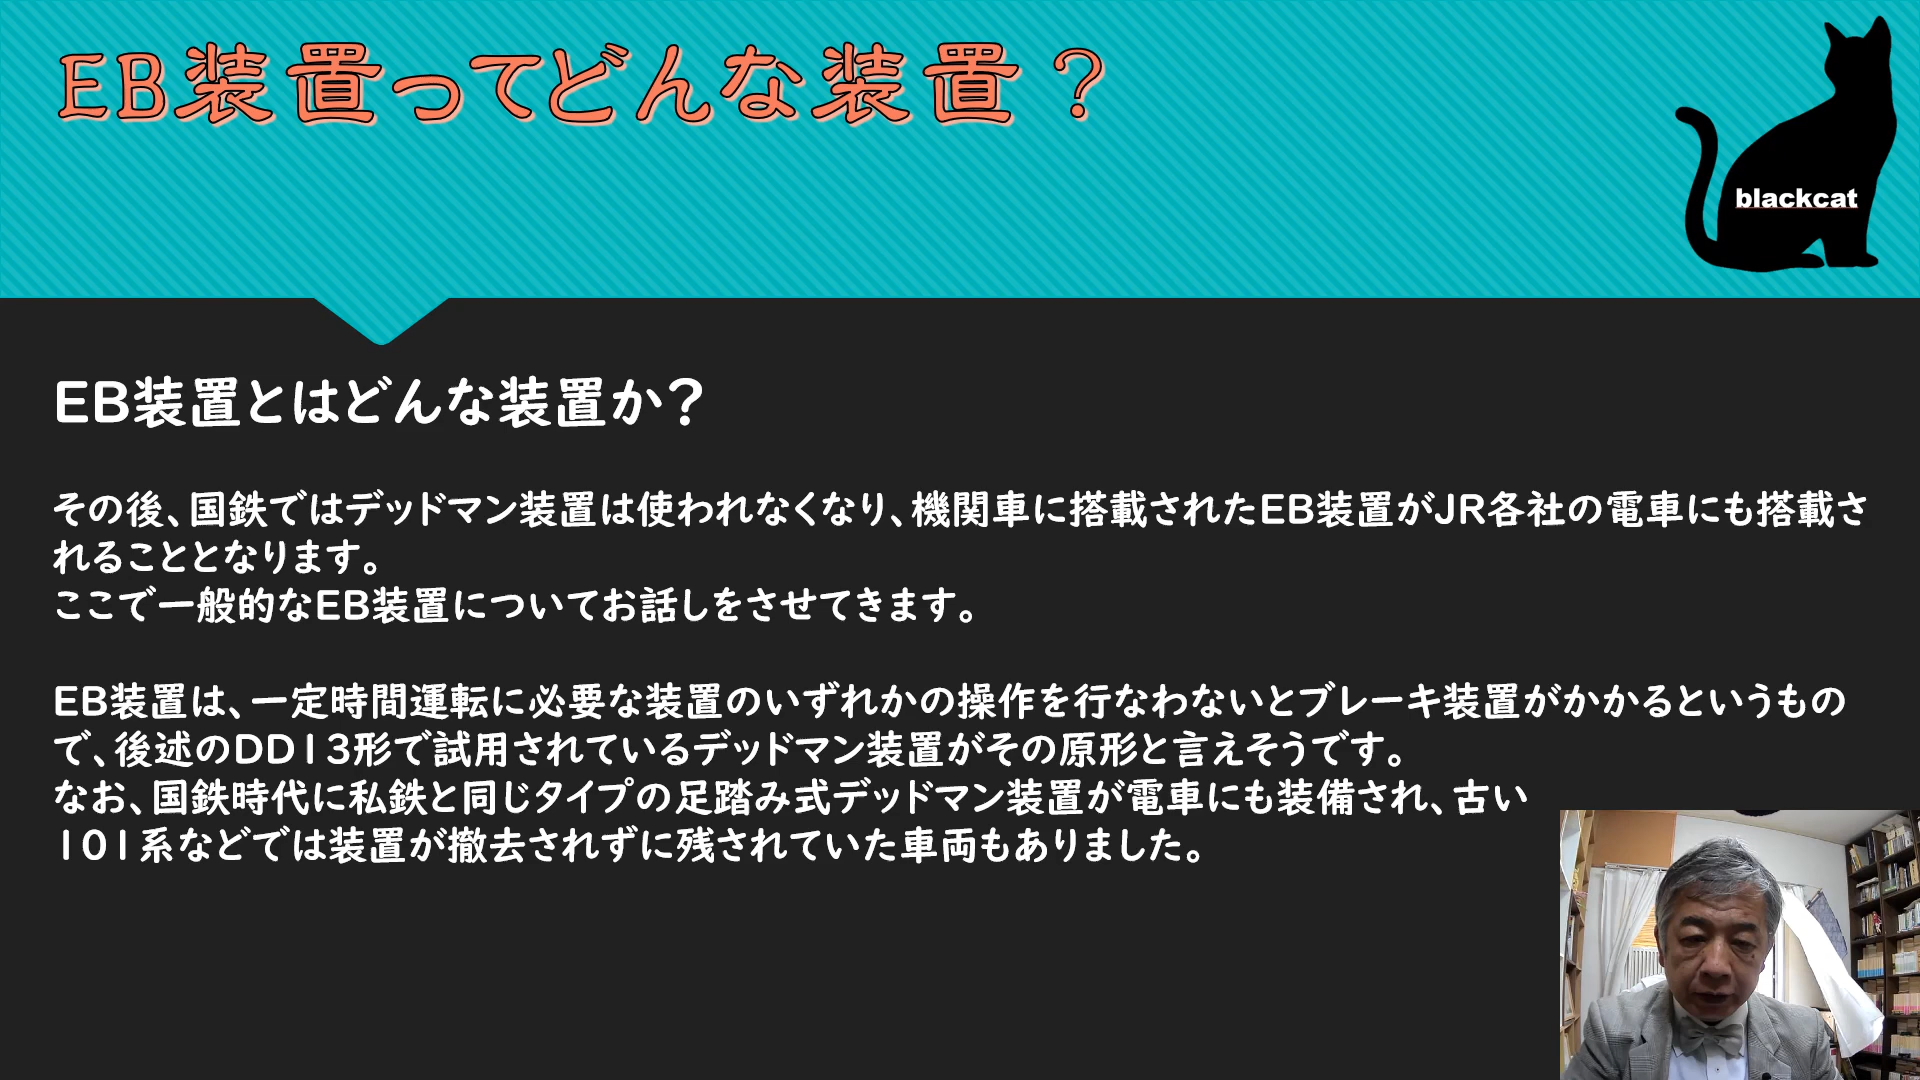 EB装置ってどんな装置？
blackcat
EB装置とはどんな装置か？
その後、国鉄ではデッドマン装置は使われなくなり、機関車に搭載されたEB装置がJR各社の電車にも搭載さ
れることとなります。
ここで一般的なEB装置についてお話しをさせてきます。
EB装置は、一定時間運転に必要な装置のいずれかの操作を行なわないとブレーキ装置がかかるというもの
で、後述のDD13形で試用されているデッドマン装置がその原形と言えそうです。
なお、国鉄時代に私鉄と同じタイプの足踏み式デッドマン装置が電車にも装備され、古い
101系などでは装置が撤去されずに残されていた車両もありました。